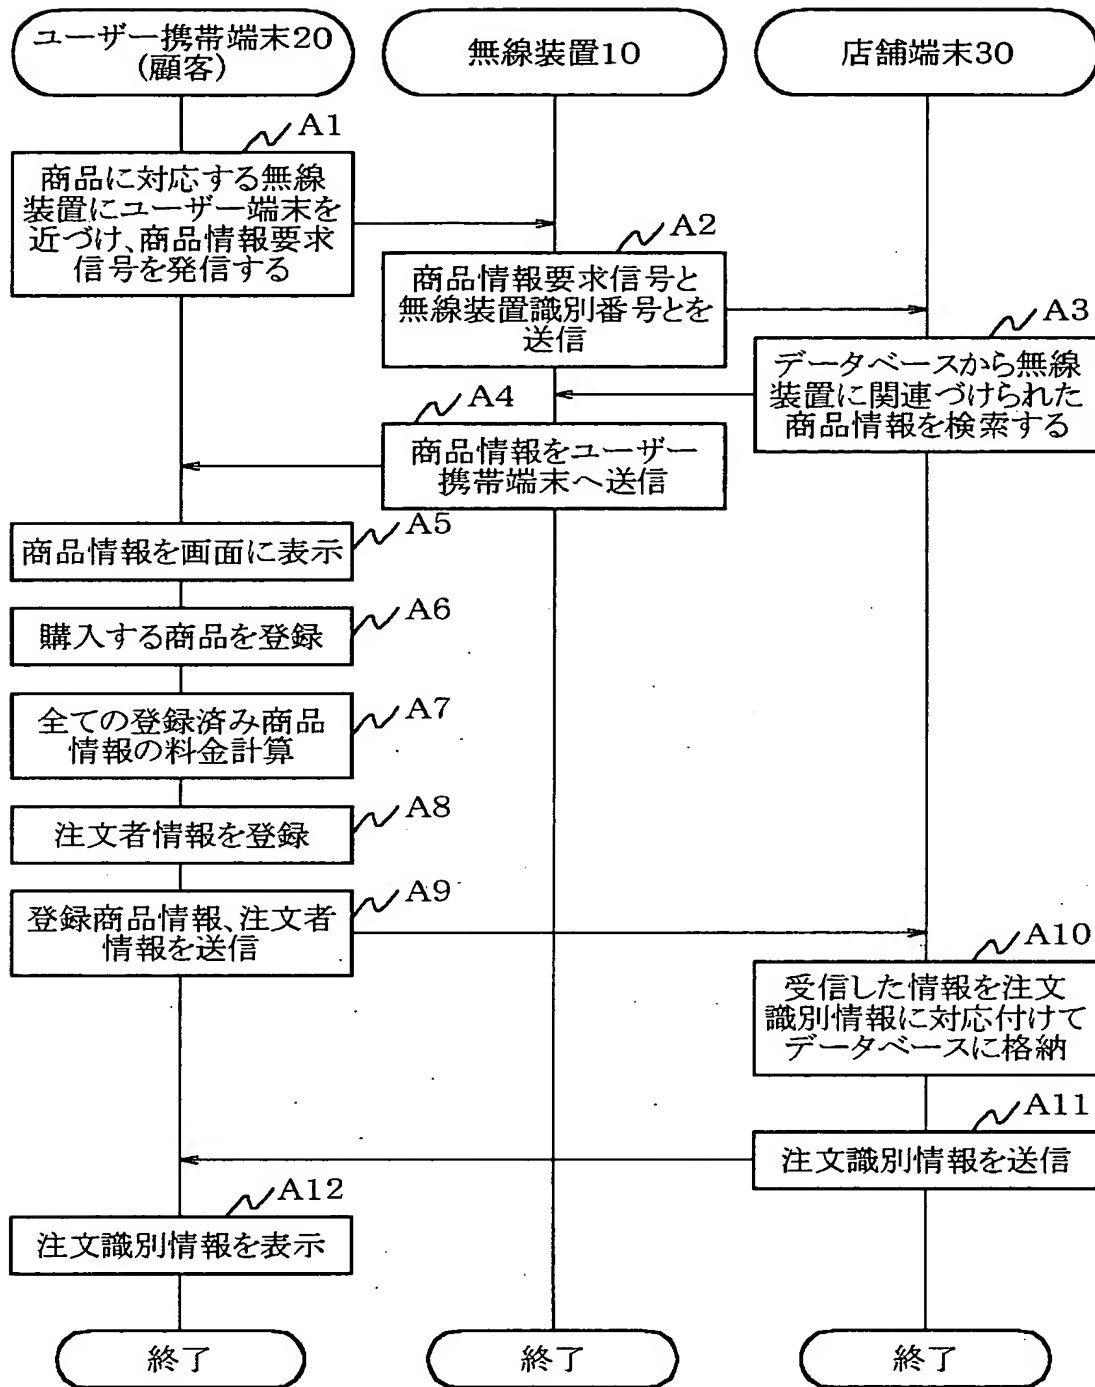 ユーザー携帯端末20
(顧客)
無線装置10
店舗端末30
A1
商品に対応する無線
装置にユーザー端末を
近づけ、商品情報要求
信号を発信する
A2
商品情報要求信号と
無線装置識別番号とを
送信
A3
データベースから無線
装置に関連づけられた
商品情報を検索する
A4
商品情報をユーザー
携帯端末へ送信
A5
商品情報を画面に表示
A6
購入する商品を登録
A7
全ての登録済み商品
情報の料金計算
A8
注文者情報を登録
A9
登録商品情報、注文者
情報を送信
A10
受信した情報を注文
識別情報に対応付けて
データベースに格納
A11
注文識別情報を送信
A12
注文識別情報を表示
終了
終了
終了